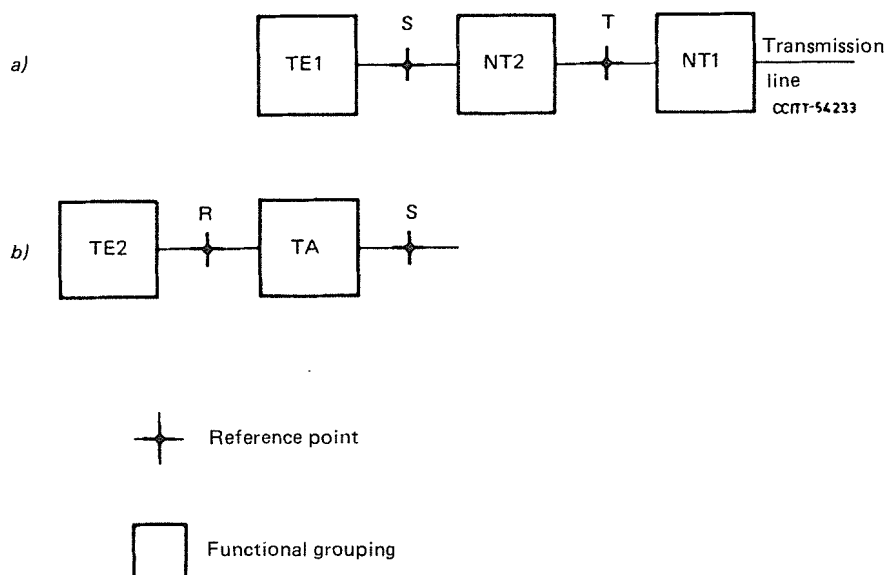 S T
a) TE1 NT2 NT1 Transmission
line
CCITT-54233
R S
b) TE2 TA
Reference point
Functional grouping